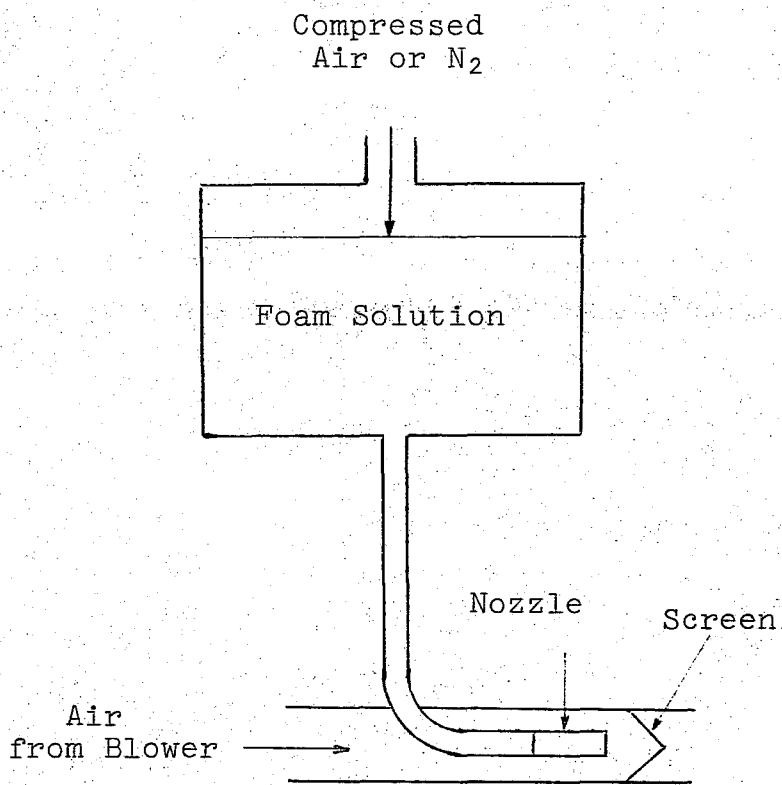 Compressed
Air or N₂
Foam Solution
Nozzle
Screen
Air
from Blower